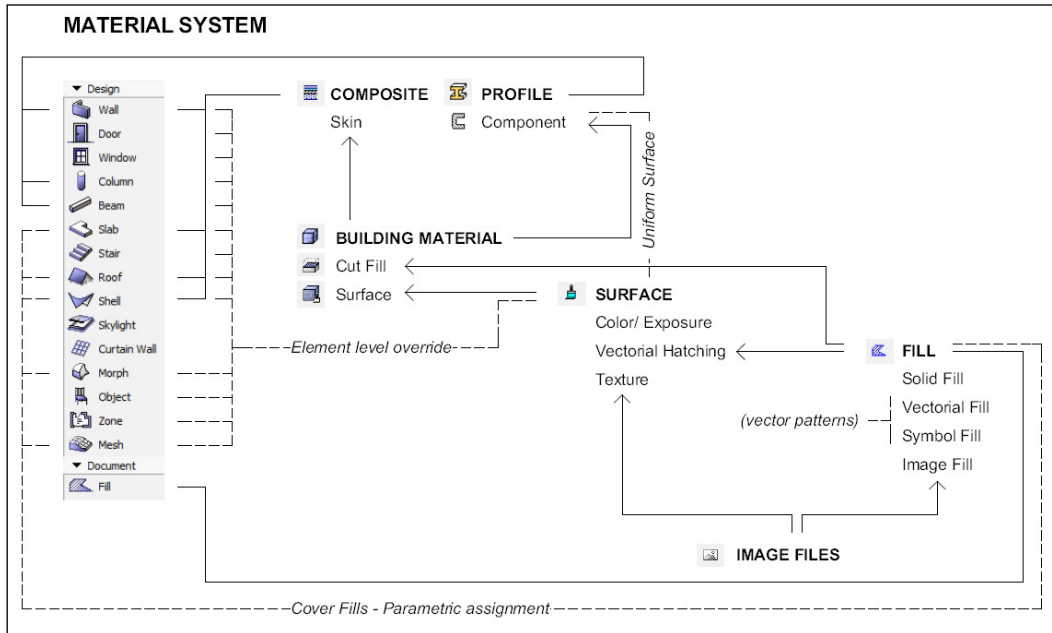 MATERIAL SYSTEM
Design
Wall
Door
Window
Column
Beam
Slab
Stair
Roof
Shell
Skylight
Curtain Wall
Morph
Object
Zone
Mesh
Document
Fill
COMPOSITE
Skin
PROFILE
Component
Uniform Surface
BUILDING MATERIAL
Cut Fill
Surface
Element level override
SURFACE
Color/ Exposure
Vectorial Hatching
Texture
FILL
Solid Fill
Vectorial Fill
(vector patterns)
Symbol Fill
Image Fill
IMAGE FILES
Cover Fills - Parametric assignment